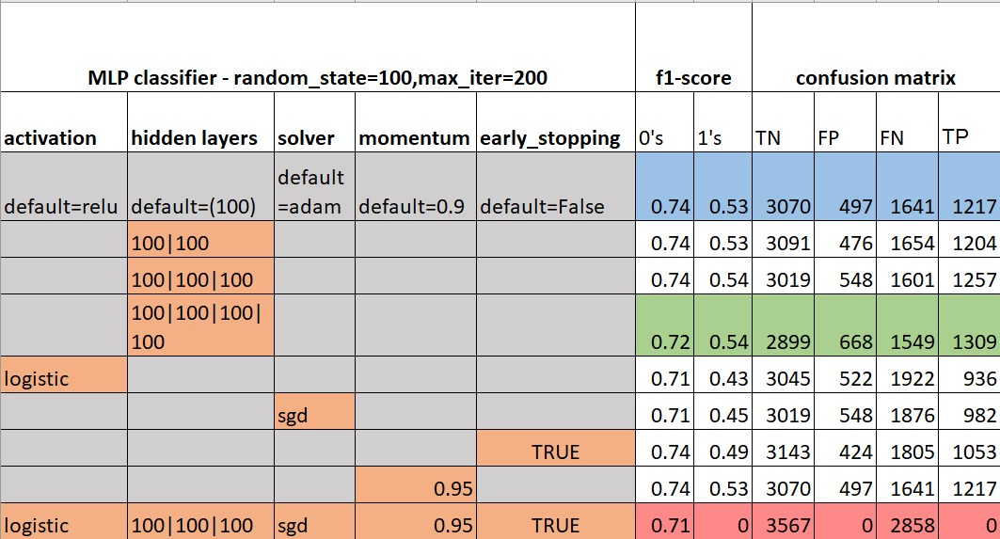 MLP classifier - random_state=100,max_iter=200 f1-score confusion matrix
activation hidden layers solver momentum early_stopping 0's 1's TN FP FN TP
default
default=relu default=(100) =adam default=0.9 default=False 0.74 0.53 3070 497 1641 1217
100|100 0.74 0.53 3091 476 1654 1204
100|100|100 0.74 0.54 3019 548 1601 1257
100|100|100|
100 0.72 0.54 2899 668 1549 1309
logistic 0.71 0.43 3045 522 1922 936
sgd 0.71 0.45 3019 548 1876 982
TRUE 0.74 0.49 3143 424 1805 1053
0.95 0.74 0.53 3070 497 1641 1217
logistic 100|100|100 sgd 0.95 TRUE 0.71 0 3567 0 2858 0